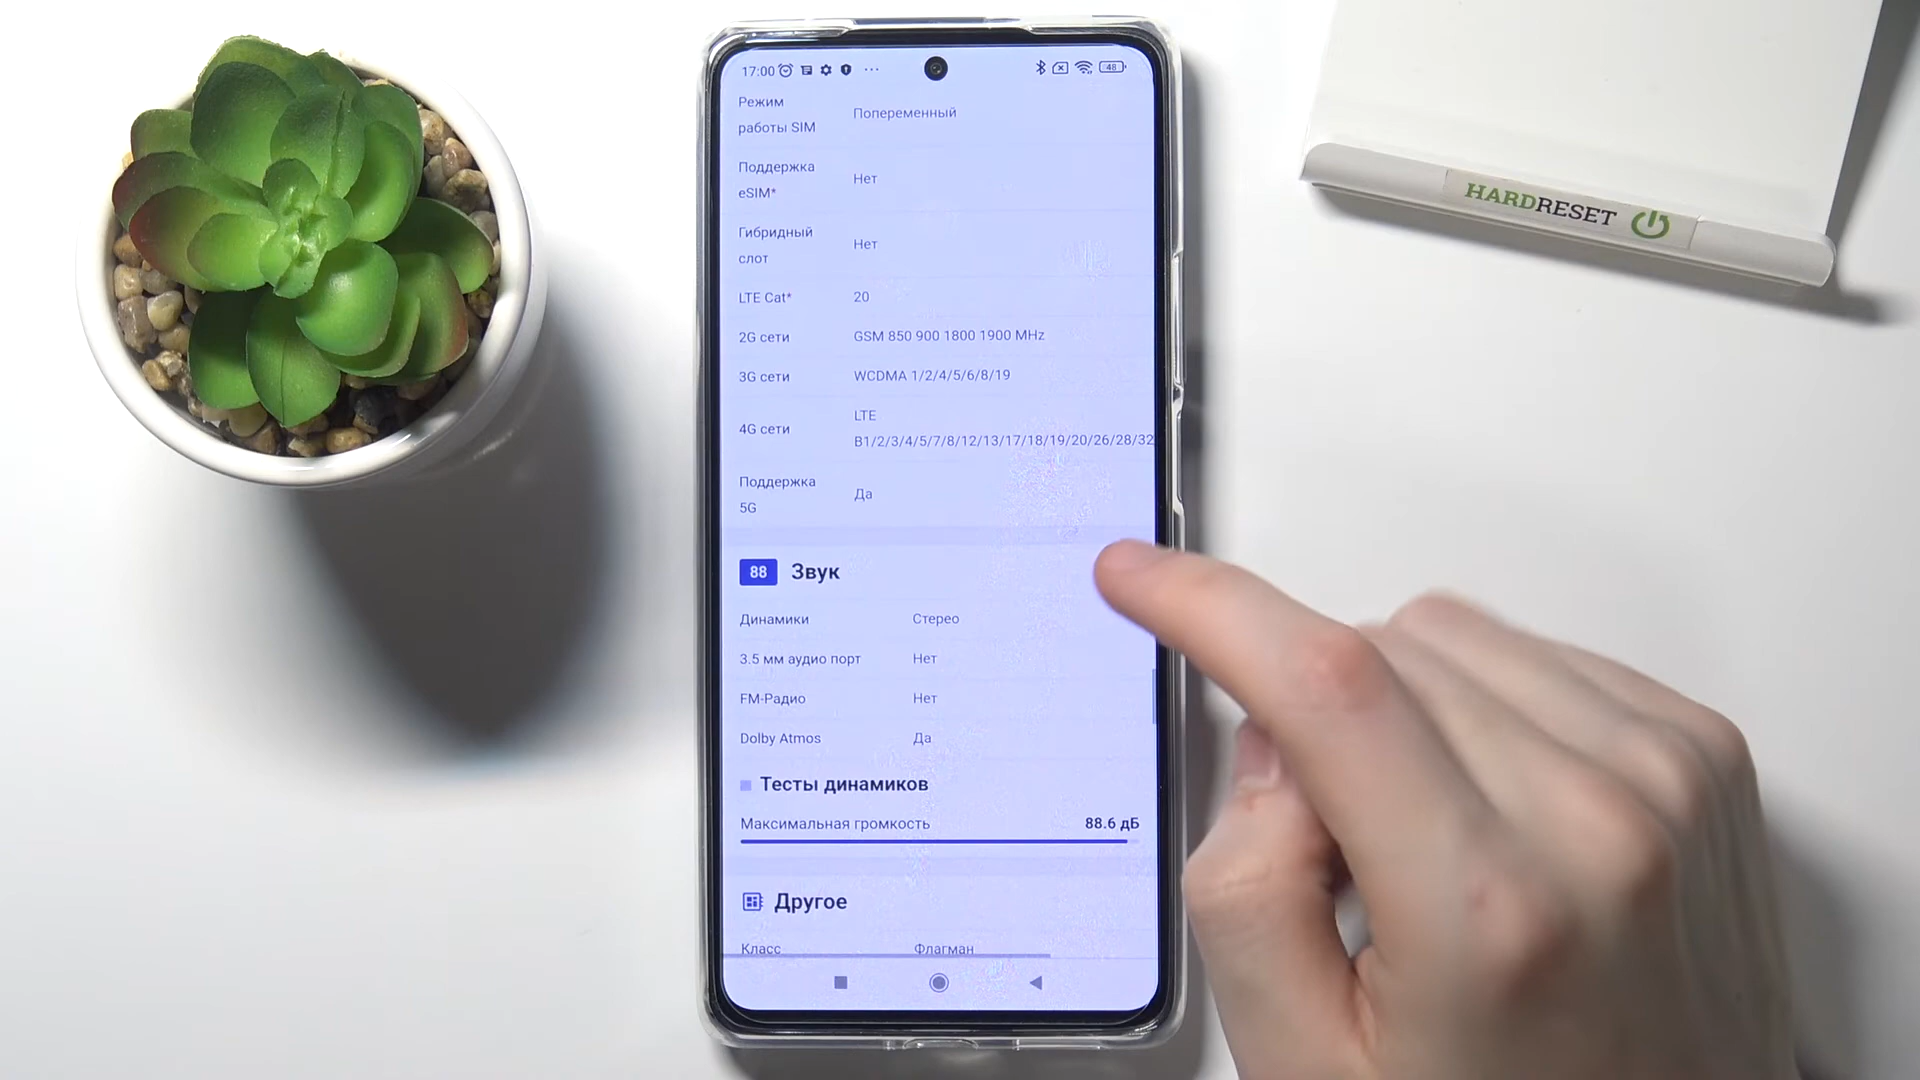 17:00
48
Режим
работы SIM
Попеременный
Поддержка
eSIM*
Нет
Гибридный
слот
Нет
LTE Cat*
20
2G сети
GSM 850 900 1800 1900 MHz
3G сети
WCDMA 1/2/4/5/6/8/19
4G сети
LTE
B1/2/3/4/5/7/8/12/13/17/18/19/20/26/28/32
Поддержка
5G
Да
88 Звук
Динамики
Стерео
3.5 мм аудио порт
Нет
FM-Радио
Нет
Dolby Atmos
Да
Тесты динамиков
Максимальная громкость
88.6 дБ
Другое
Класс
Флагман
HARDRESET